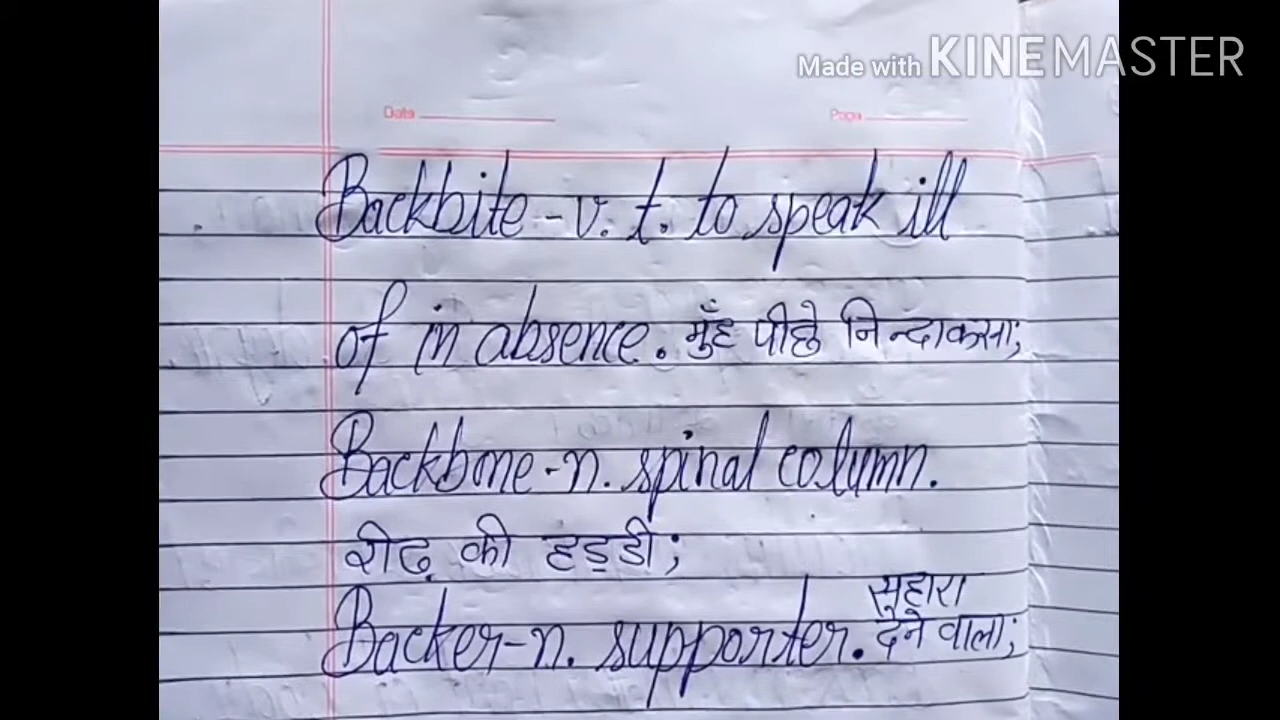 Made with KINEMASTER
Date
Page
Backbite - v. t. to speak ill
of in absence. मुँह पीछे निन्दा करना;
Backbone - n. spinal column.
रीढ़ की हड्डी;
Backer - n. supporter. सहारा
देने वाला;